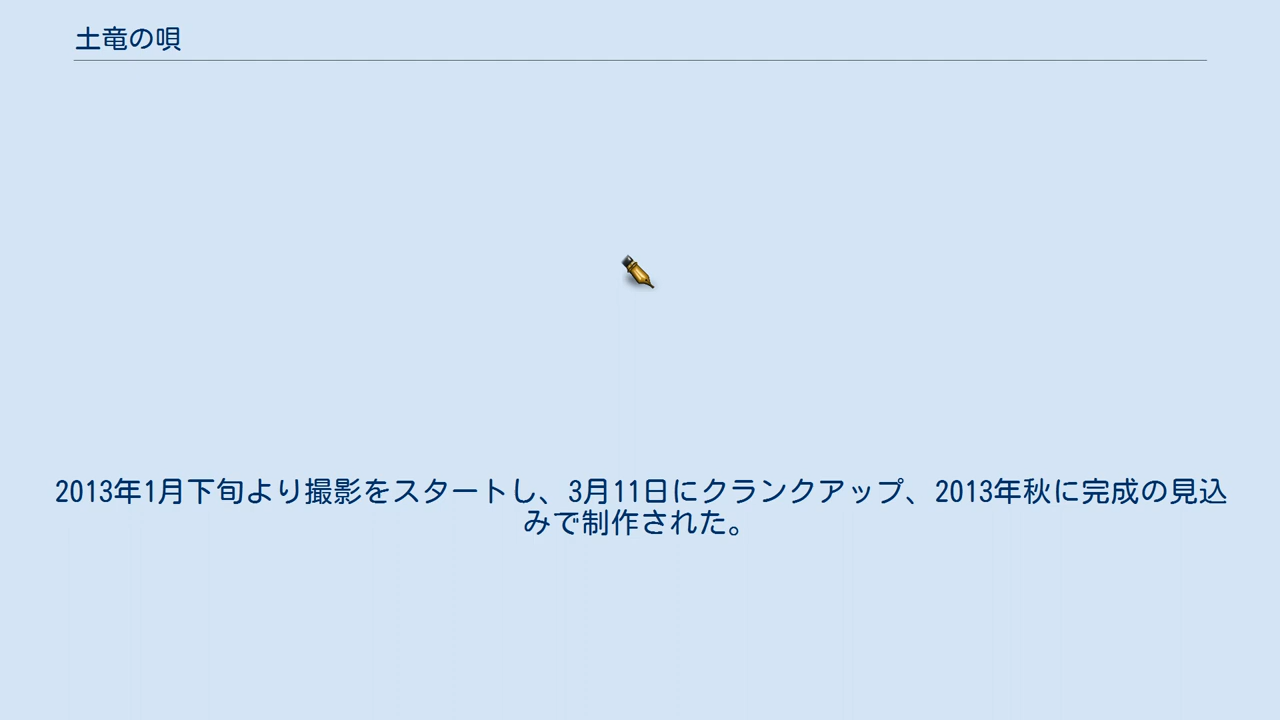 土竜の唄
2013年1月下旬より撮影をスタートし、3月11日にクランクアップ、2013年秋に完成の見込
みで制作された。